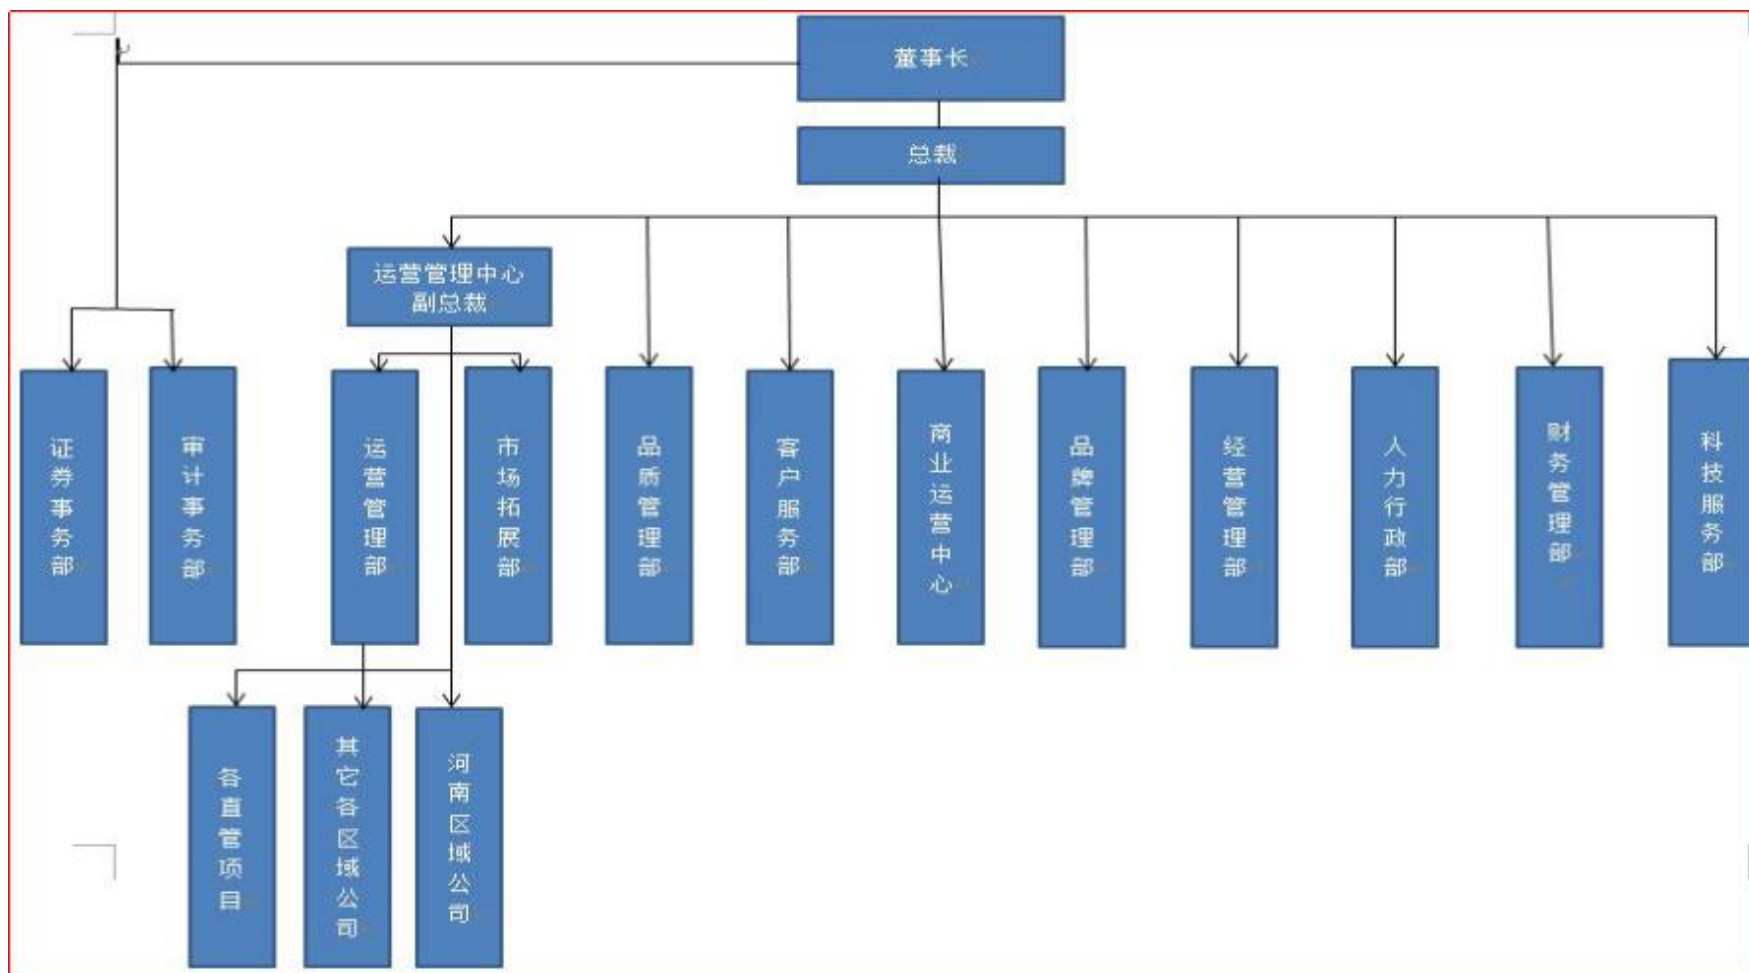 董事长
总裁
运营管理中心
副总裁
证券事务部
审计事务部
运营管理部
市场拓展部
品质管理部
客户服务部
商业运营中心
品牌管理部
经营管理部
人力行政部
财务管理部
科技服务部
各直管项目
其它各区域公司
河南区域公司